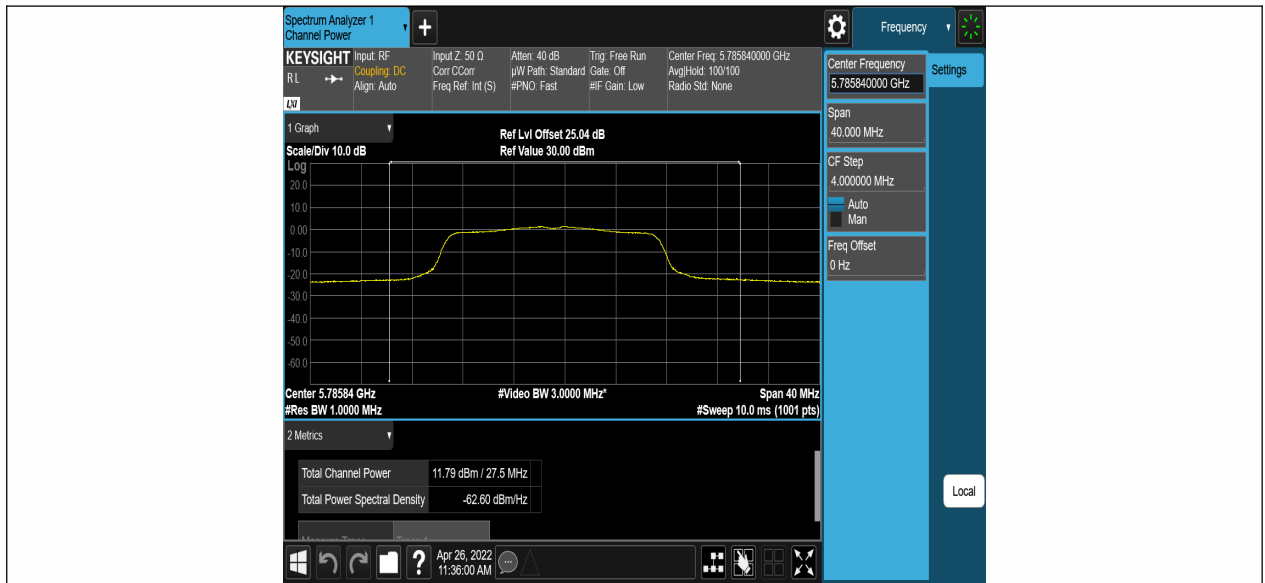 Spectrum Analyzer 1
Channel Power
+
Frequency
KEYSIGHT
RL
LXI
Input: RF
Coupling: DC
Align: Auto
Input Z: 50 Ω
Corr CCorr
Freq Ref: Int (S)
Atten: 40 dB
µW Path: Standard
#PNO: Fast
Trig: Free Run
Gate: Off
#IF Gain: Low
Center Freq: 5.785840000 GHz
Avg|Hold: 100/100
Radio Std: None
1 Graph
Scale/Div 10.0 dB
Ref Lvl Offset 25.04 dB
Ref Value 30.00 dBm
Log
20.0
10.0
0.00
-10.0
-20.0
-30.0
-40.0
-50.0
-60.0
Center 5.78584 GHz
#Video BW 3.0000 MHz*
Span 40 MHz
#Res BW 1.0000 MHz
#Sweep 10.0 ms (1001 pts)
2 Metrics
Total Channel Power 11.79 dBm / 27.5 MHz
Total Power Spectral Density -62.60 dBm/Hz
Center Frequency
5.785840000 GHz
Settings
Span
40.000 MHz
CF Step
4.000000 MHz
Auto
Man
Freq Offset
0 Hz
Local
?
Apr 26, 2022
11:36:00 AM